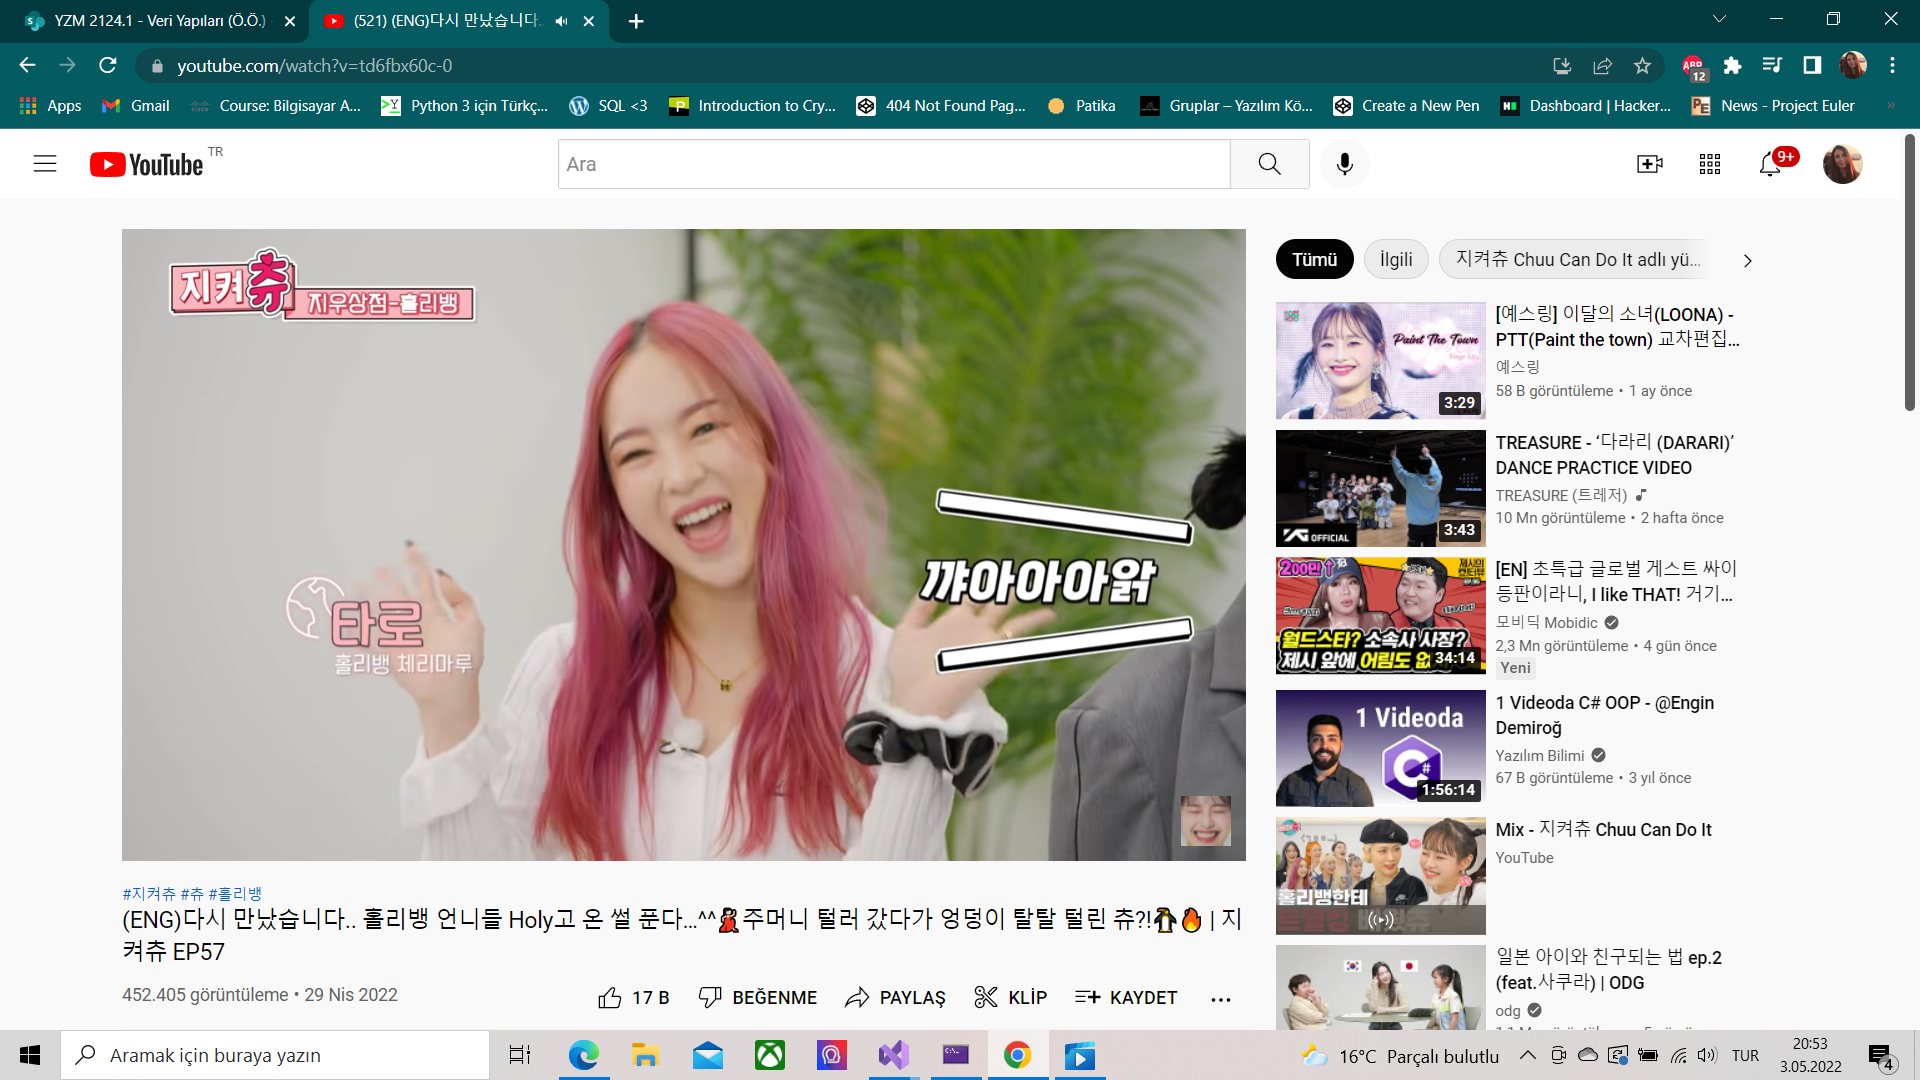 YZM 2124.1 - Veri Yapıları (Ö.Ö.)
(521) (ENG)다시 만났습니다..
youtube.com/watch?v=td6fbx60c-0
ABP
12
Apps
Gmail
Course: Bilgisayar A...
Python 3 için Türkç...
SQL <3
Introduction to Cry...
404 Not Found Pag...
Patika
Gruplar – Yazılım Kö...
Create a New Pen
Dashboard | Hacker...
News - Project Euler
YouTube TR
Ara
9+
지켜츄
지우상점-홀리뱅
타로
홀리뱅 체리마루
꺄아아아앍
#지켜츄 #츄 #홀리뱅
(ENG)다시 만났습니다.. 홀리뱅 언니들 Holy고 온 썰 푼다...^^💃주머니 털러 갔다가 엉덩이 탈탈 털린 츄?!🐧🔥 | 지
켜츄 EP57
452.405 görüntüleme • 29 Nis 2022
17 B
BEĞENME
PAYLAŞ
KLİP
KAYDET
Tümü
İlgili
지켜츄 Chuu Can Do It adlı yü...
Paint The Town
3:29
[예스링] 이달의 소녀(LOONA) -
PTT(Paint the town) 교차편집...
예스링
58 B görüntüleme • 1 ay önce
YG OFFICIAL
3:43
TREASURE - ‘다라리 (DARARI)’
DANCE PRACTICE VIDEO
TREASURE (트레저)
10 Mn görüntüleme • 2 hafta önce
200만↑
월드스타? 소속사 사장?
제시 앞에 어림도 없
34:14
[EN] 초특급 글로벌 게스트 싸이
등판이라니, I like THAT! 거기...
모비딕 Mobidic
2,3 Mn görüntüleme • 4 gün önce
Yeni
1 Videoda
C#
1:56:14
1 Videoda C# OOP - @Engin
Demiroğ
Yazılım Bilimi
67 B görüntüleme • 3 yıl önce
홀리뱅한테
Mix - 지켜츄 Chuu Can Do It
YouTube
일본 아이와 친구되는 법 ep.2
(feat.사쿠라) | ODG
odg
Aramak için buraya yazın
16°C Parçalı bulutlu
TUR
20:53
3.05.2022
4